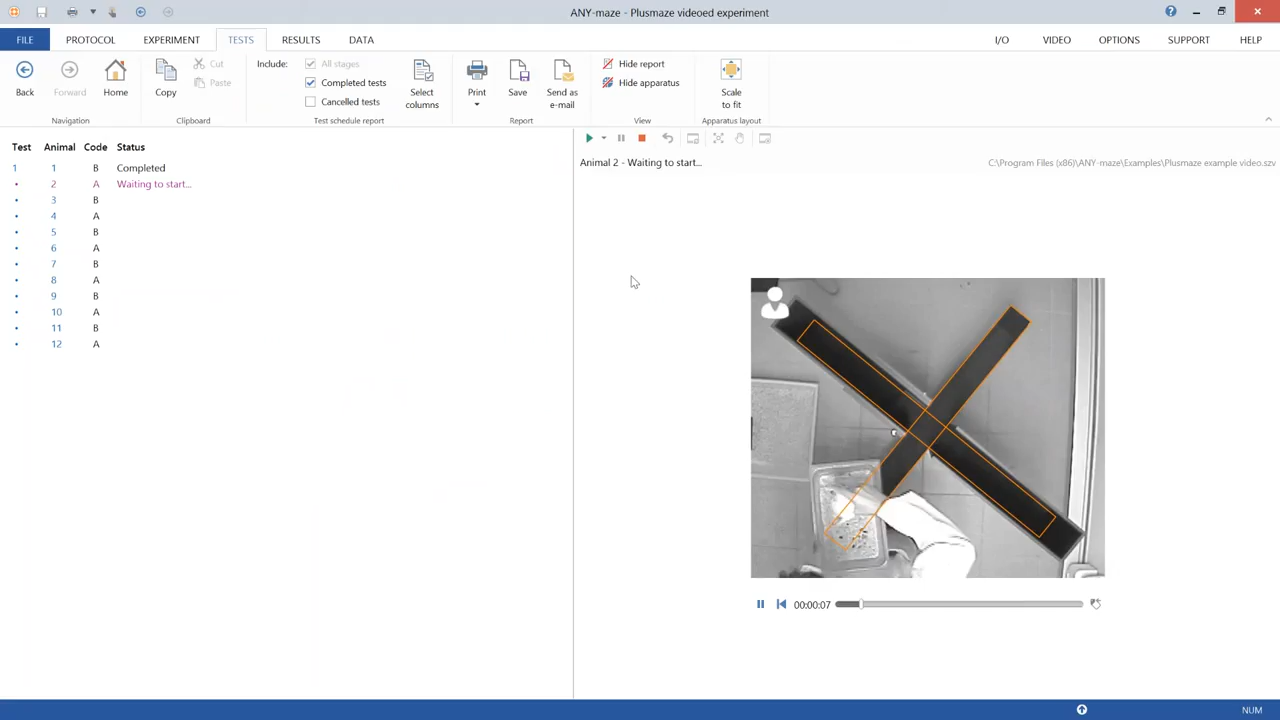 ANY-maze - Plusmaze videoed experiment
FILE PROTOCOL EXPERIMENT TESTS RESULTS DATA I/O VIDEO OPTIONS SUPPORT HELP
Back Forward Home Copy Cut Paste Include: All stages Completed tests Cancelled tests Select columns Print Save Send as e-mail Hide report Hide apparatus Scale to fit
Navigation Clipboard Test schedule report Report View Apparatus layout
Test Animal Code Status
1 1 B Completed
• 2 A Waiting to start...
• 3 B
• 4 A
• 5 B
• 6 A
• 7 B
• 8 A
• 9 B
• 10 A
• 11 B
• 12 A
Animal 2 - Waiting to start... C:\Program Files (x86)\ANY-maze\Examples\Plusmaze example video.szv
00:00:07
NUM